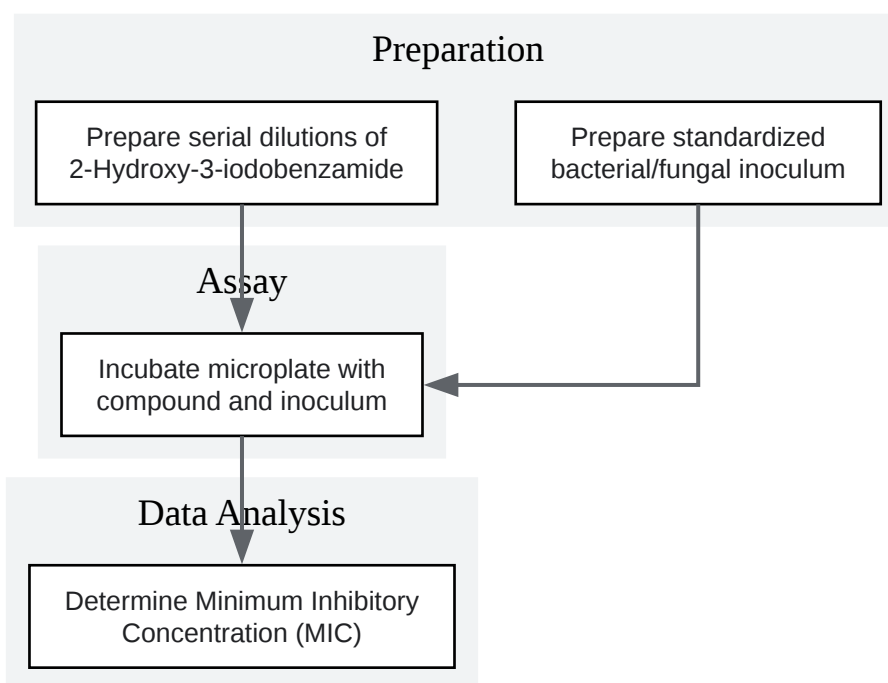 Preparation
Prepare serial dilutions of
2-Hydroxy-3-iodobenzamide
Prepare standardized
bacterial/fungal inoculum
Assay
Incubate microplate with
compound and inoculum
Data Analysis
Determine Minimum Inhibitory
Concentration (MIC)